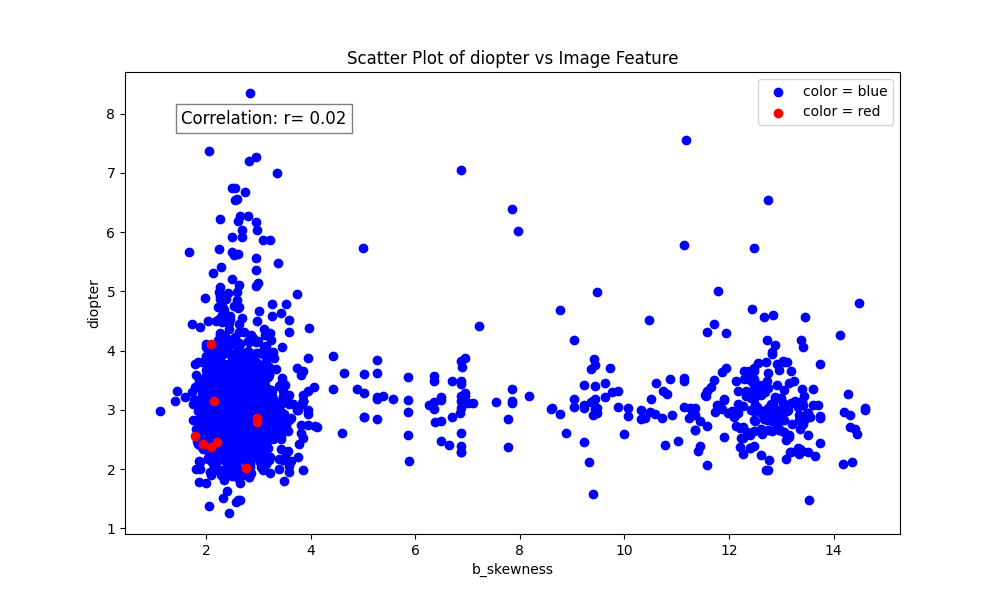 Scatter Plot of diopter vs Image Feature
Correlation: r= 0.02
color = blue
color = red
8
7
6
5
4
3
2
1
diopter
2 4 6 8 10 12 14
b_skewness